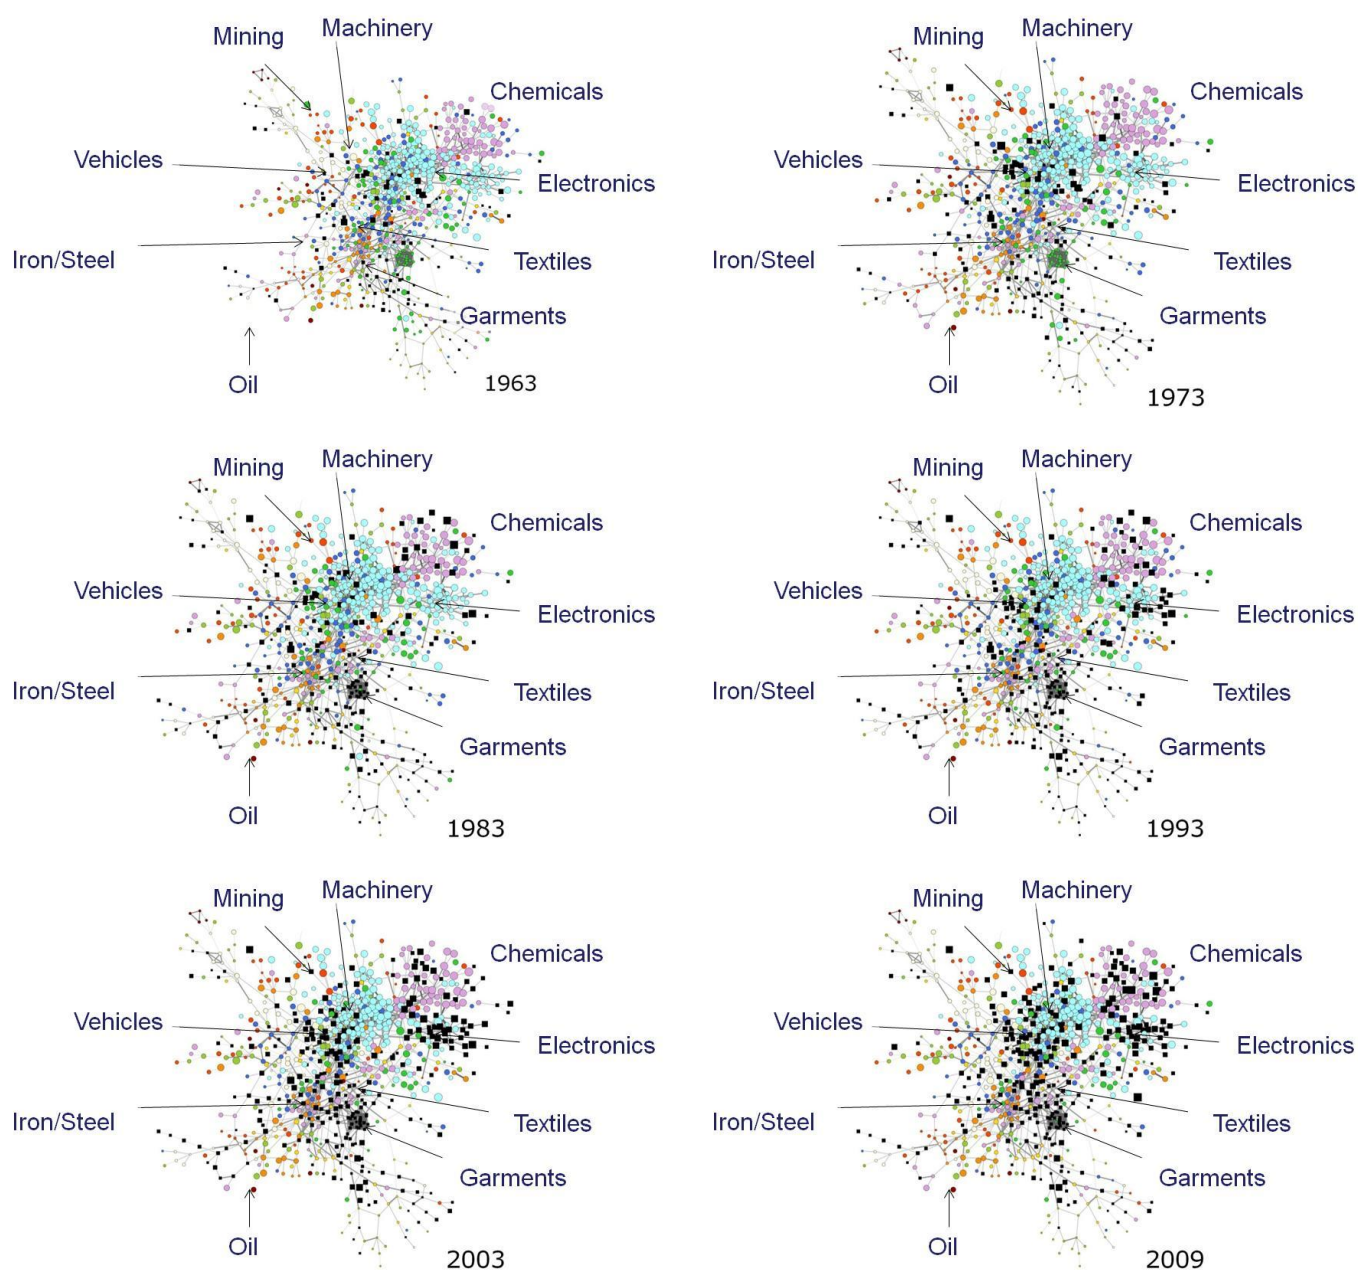 Mining
Machinery
Chemicals
Vehicles
Electronics
Iron/Steel
Textiles
Garments
Oil
1963
Mining
Machinery
Chemicals
Vehicles
Electronics
Iron/Steel
Textiles
Garments
Oil
1973
Mining
Machinery
Chemicals
Vehicles
Electronics
Iron/Steel
Textiles
Garments
Oil
1983
Mining
Machinery
Chemicals
Vehicles
Electronics
Iron/Steel
Textiles
Garments
Oil
1993
Mining
Machinery
Chemicals
Vehicles
Electronics
Iron/Steel
Textiles
Garments
Oil
2003
Mining
Machinery
Chemicals
Vehicles
Electronics
Iron/Steel
Textiles
Garments
Oil
2009